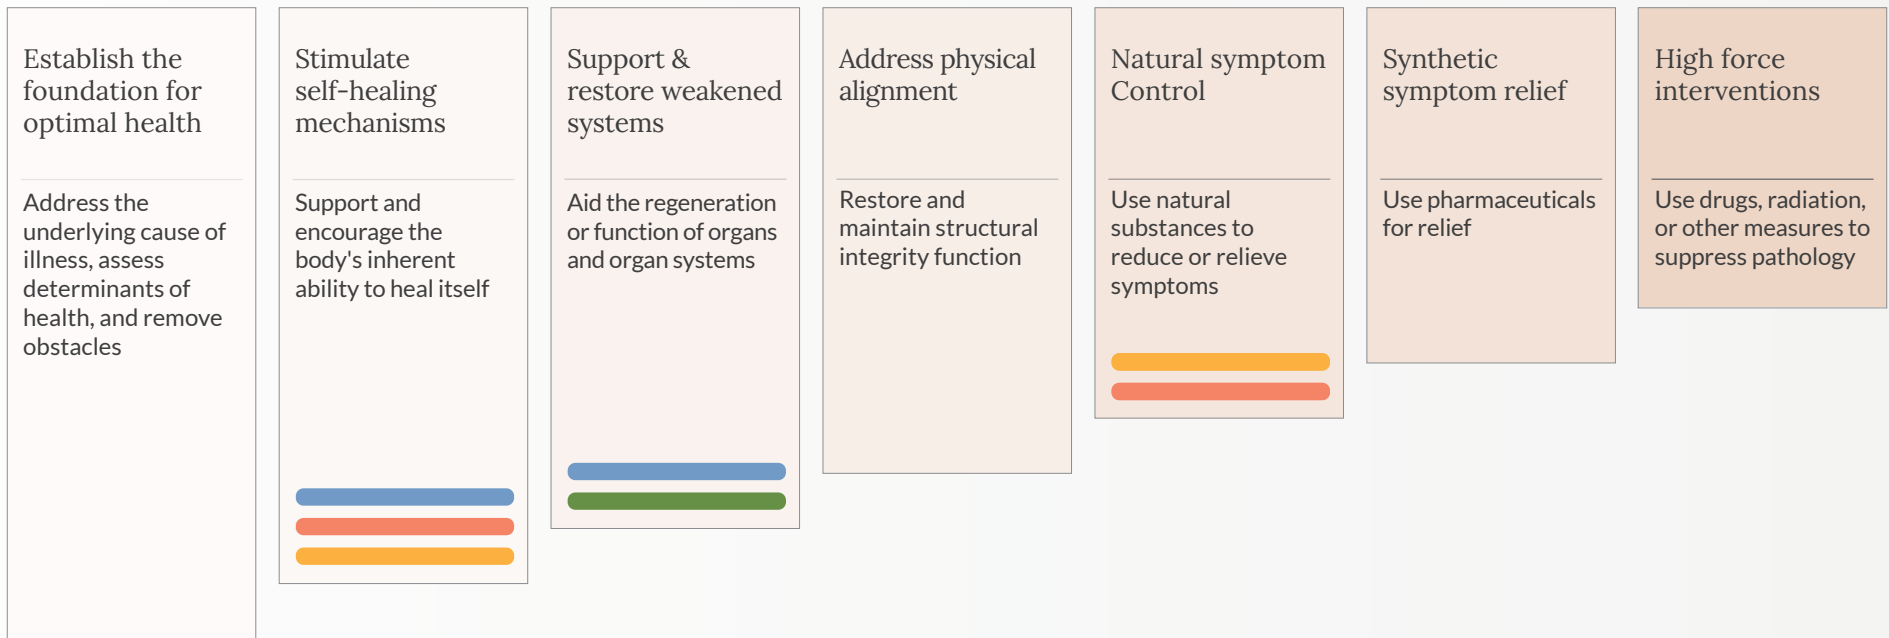 Establish the
foundation for
optimal health
Address the
underlying cause of
illness, assess
determinants of
health, and remove
obstacles
Stimulate
self-healing
mechanisms
Support and
encourage the
body's inherent
ability to heal itself
Support &
restore weakened
systems
Aid the regeneration
or function of organs
and organ systems
Address physical
alignment
Restore and
maintain structural
integrity function
Natural symptom
Control
Use natural
substances to
reduce or relieve
symptoms
Synthetic
symptom relief
Use pharmaceuticals
for relief
High force
interventions
Use drugs, radiation,
or other measures to
suppress pathology